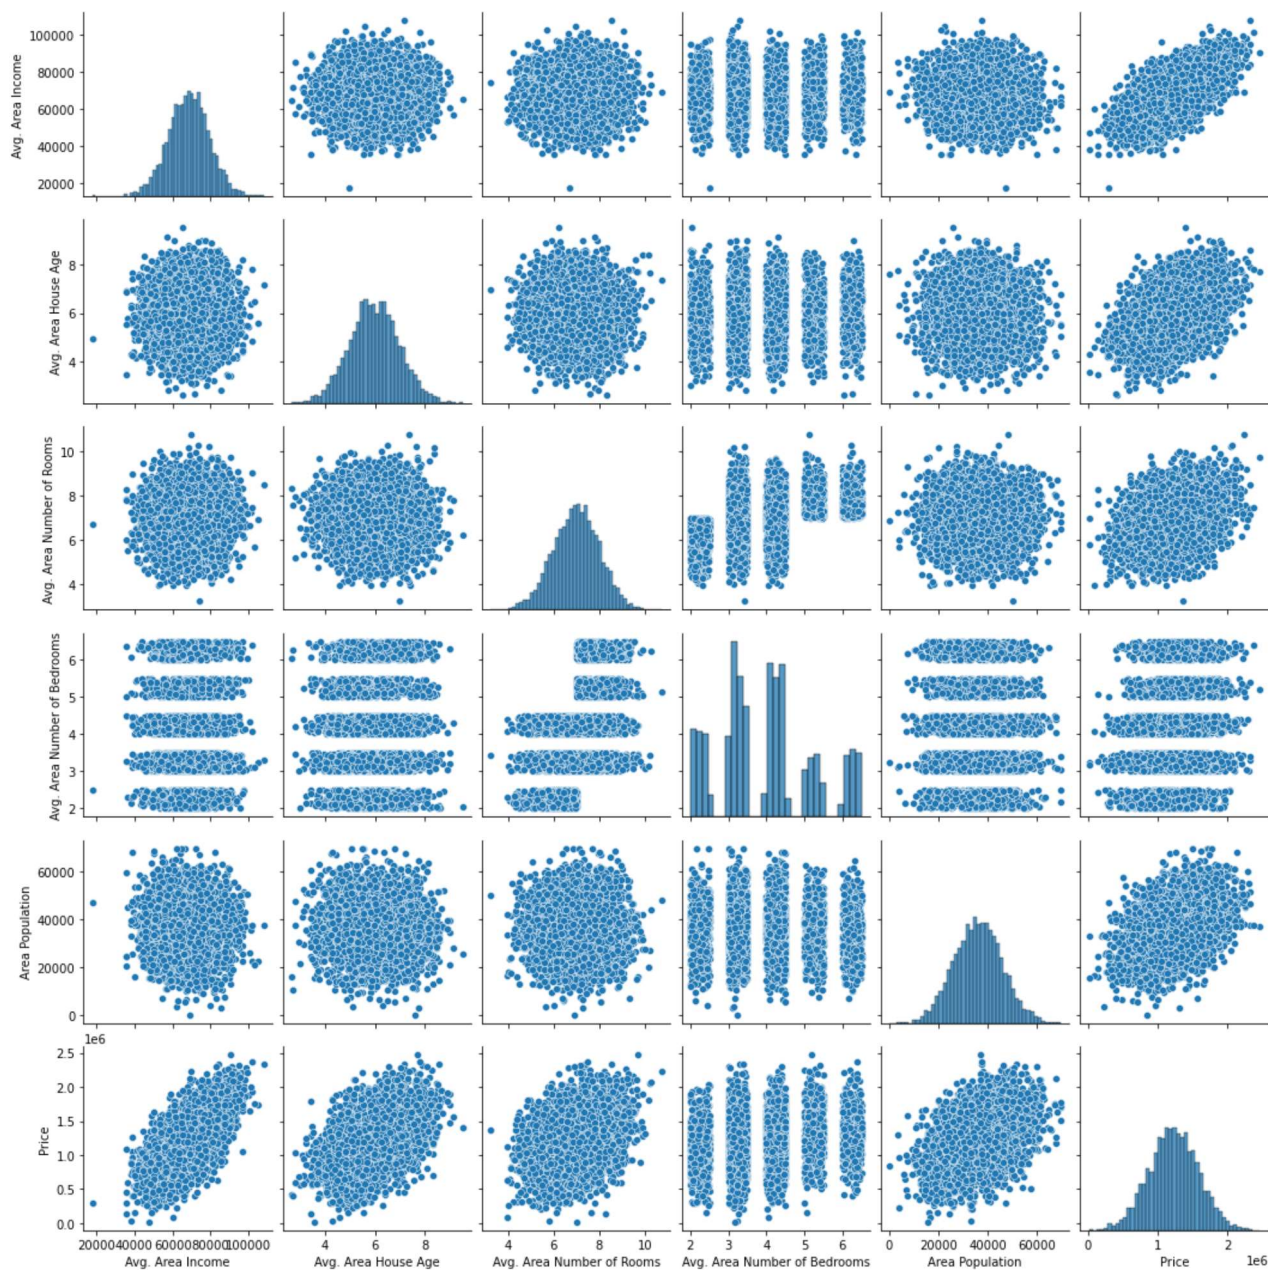 100000
80000
60000
40000
20000
Avg. Area Income
8
6
4
Avg. Area House Age
10
8
6
4
Avg. Area Number of Rooms
6
5
4
3
2
Avg. Area Number of Bedrooms
60000
40000
20000
0
Area Population
1e6
2.5
2.0
1.5
1.0
0.5
0.0
Price
20000 40000 60000 80000 100000
4 6 8
4 6 8 10
2 3 4 5 6
0 20000 40000 60000
0 1 2
Avg. Area Income
Avg. Area House Age
Avg. Area Number of Rooms
Avg. Area Number of Bedrooms
Area Population
Price
1e6